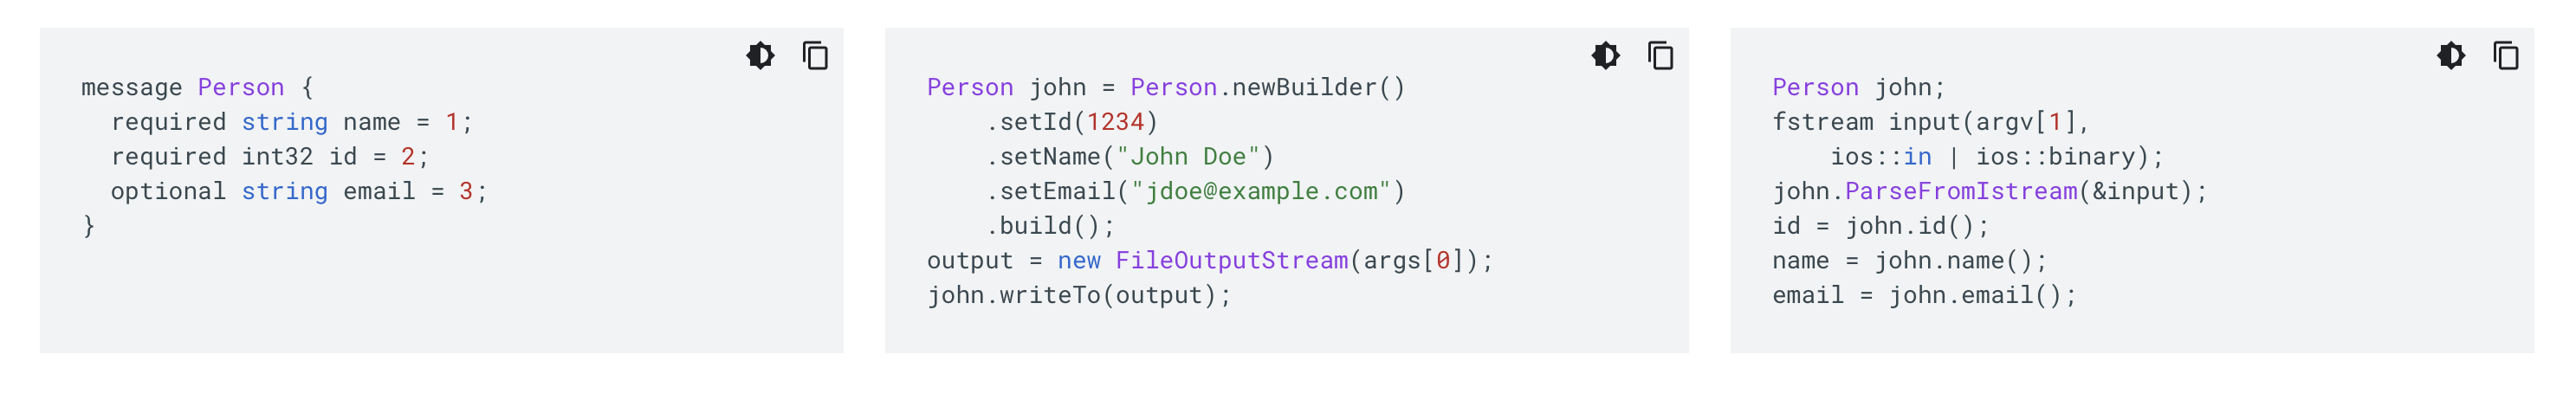 message Person {
  required string name = 1;
  required int32 id = 2;
  optional string email = 3;
}
Person john = Person.newBuilder()
    .setId(1234)
    .setName("John Doe")
    .setEmail("jdoe@example.com")
    .build();
output = new FileOutputStream(args[0]);
john.writeTo(output);
Person john;
fstream input(argv[1],
    ios::in | ios::binary);
john.ParseFromIstream(&input);
id = john.id();
name = john.name();
email = john.email();